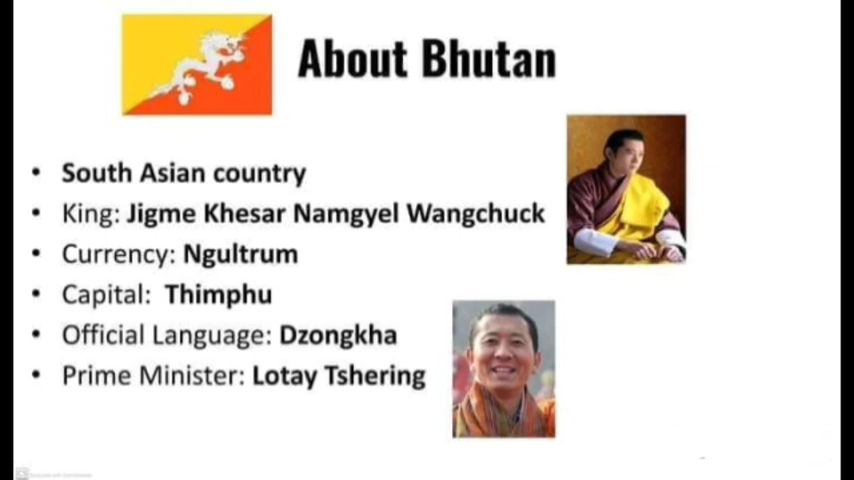 About Bhutan
• South Asian country
• King: Jigme Khesar Namgyel Wangchuck
• Currency: Ngultrum
• Capital: Thimphu
• Official Language: Dzongkha
• Prime Minister: Lotay Tshering